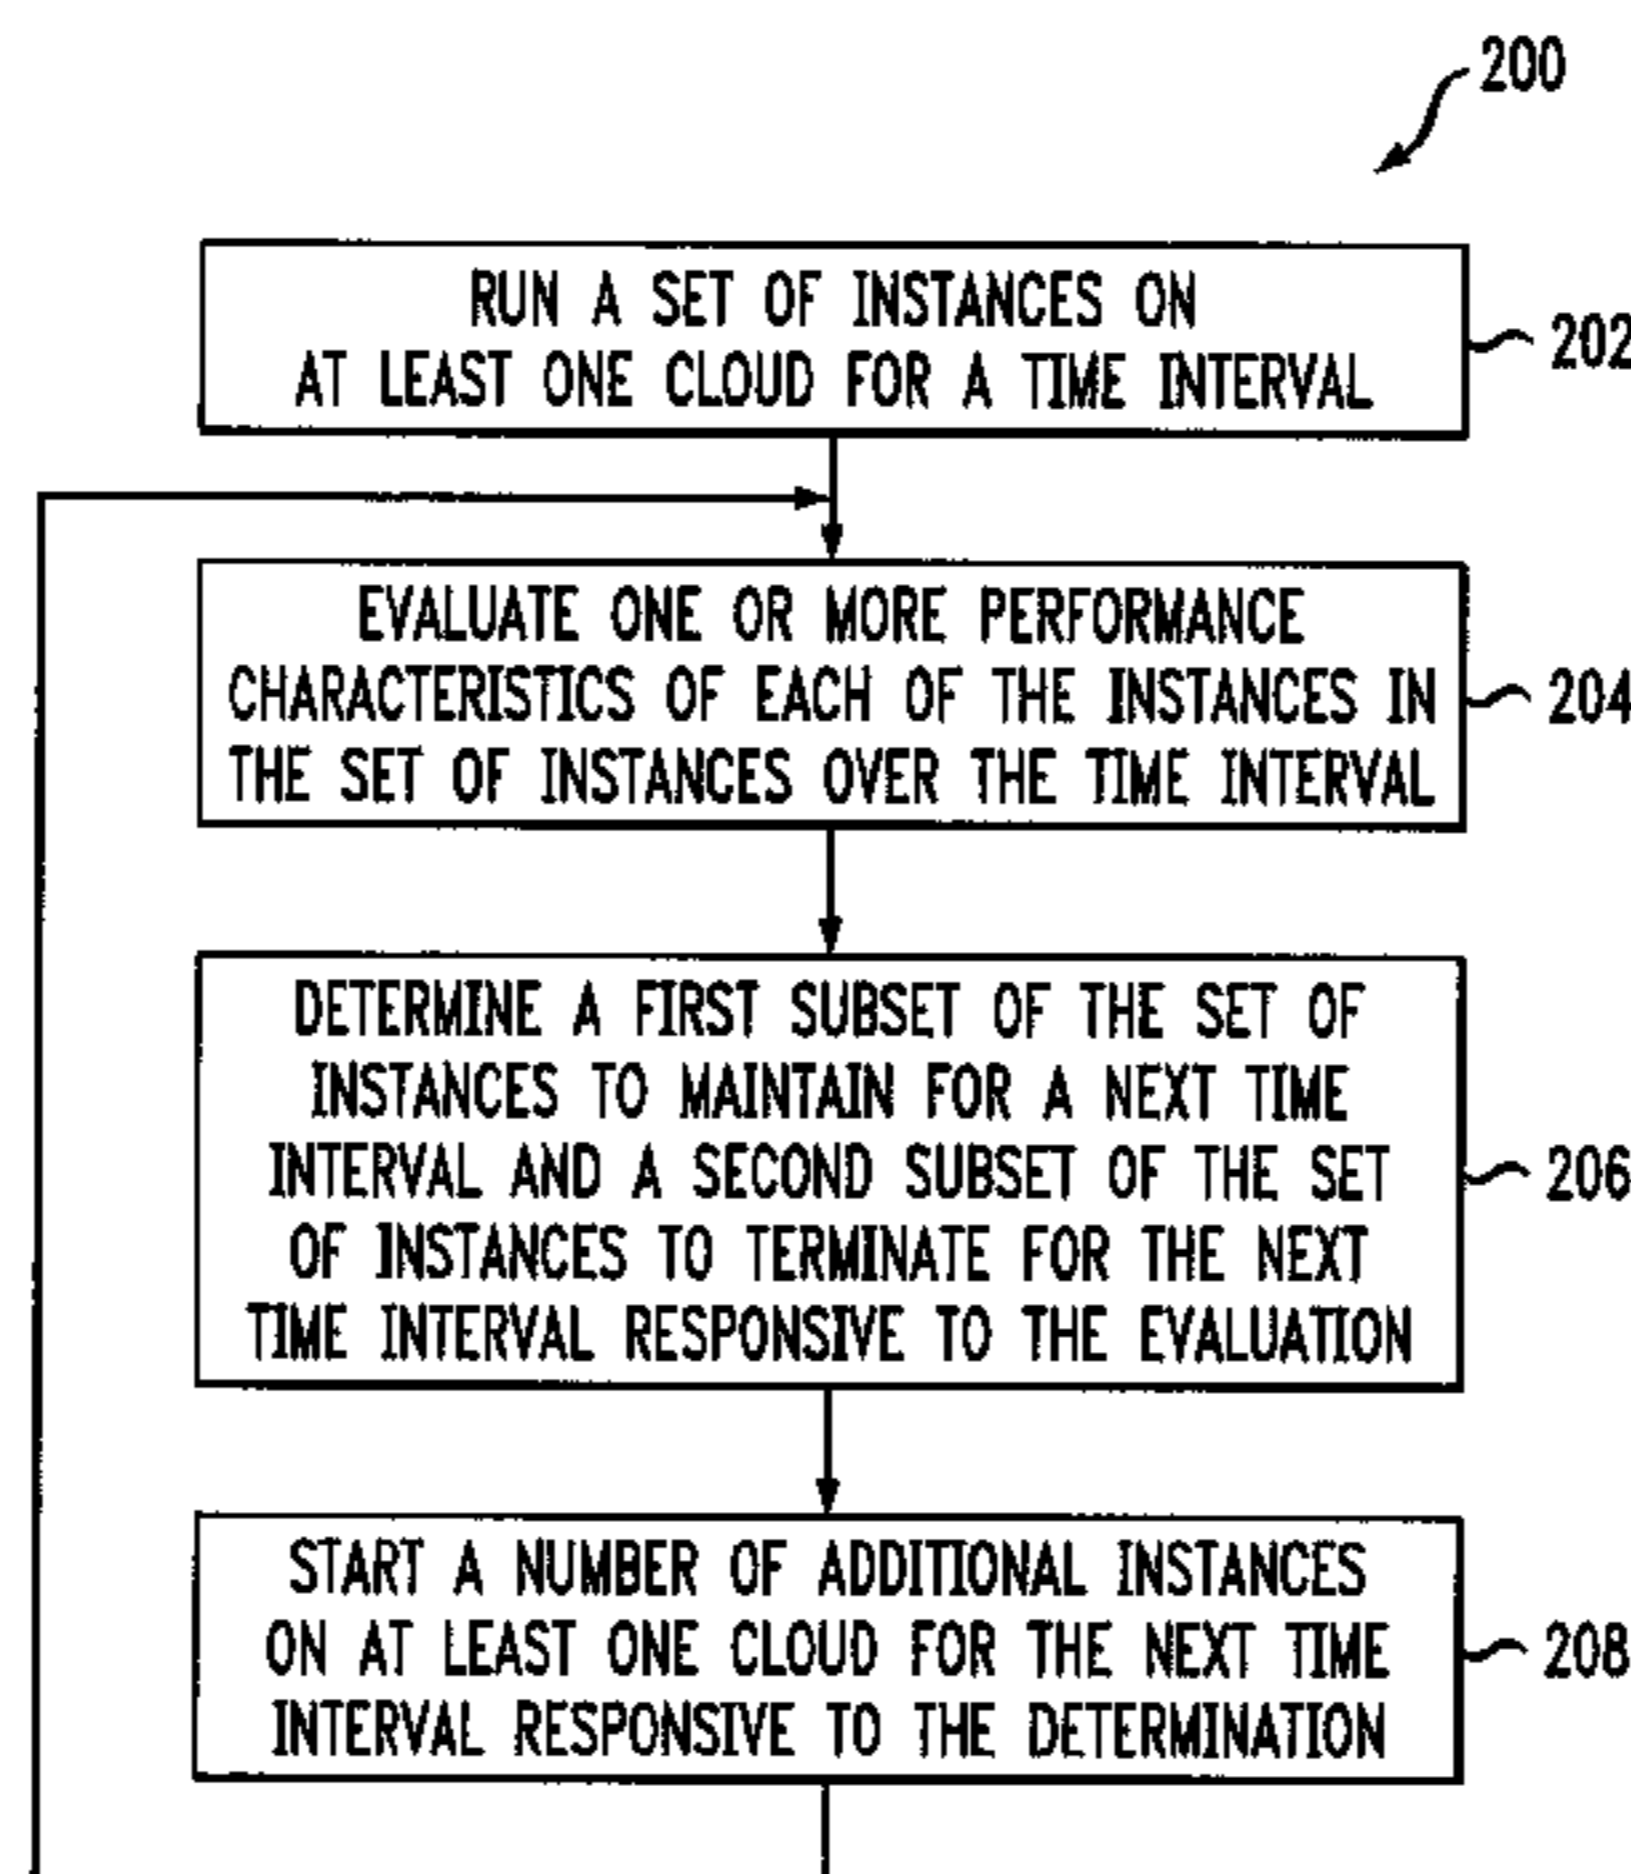 200
RUN A SET OF INSTANCES ON
AT LEAST ONE CLOUD FOR A TIME INTERVAL
202
EVALUATE ONE OR MORE PERFORMANCE
CHARACTERISTICS OF EACH OF THE INSTANCES IN
THE SET OF INSTANCES OVER THE TIME INTERVAL
204
DETERMINE A FIRST SUBSET OF THE SET OF
INSTANCES TO MAINTAIN FOR A NEXT TIME
INTERVAL AND A SECOND SUBSET OF THE SET
OF INSTANCES TO TERMINATE FOR THE NEXT
TIME INTERVAL RESPONSIVE TO THE EVALUATION
206
START A NUMBER OF ADDITIONAL INSTANCES
ON AT LEAST ONE CLOUD FOR THE NEXT TIME
INTERVAL RESPONSIVE TO THE DETERMINATION
208